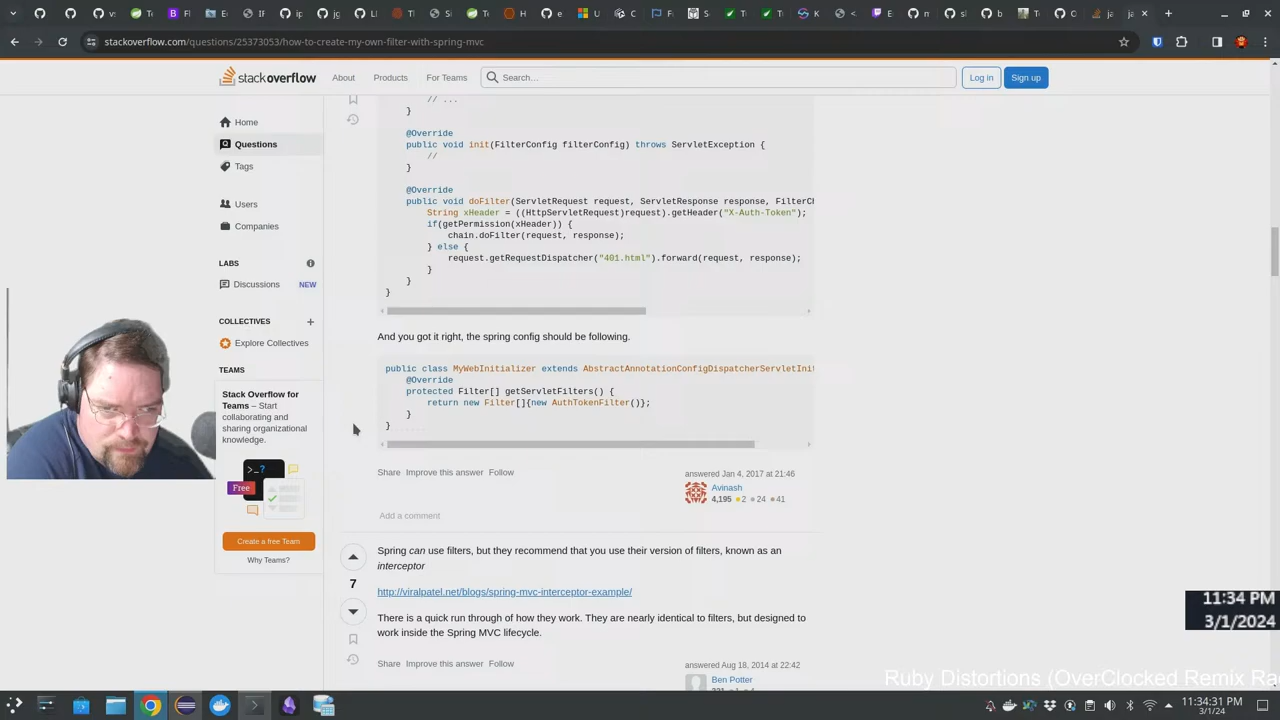 stackoverflow.com/questions/25373053/how-to-create-my-own-filter-with-spring-mvc
stackoverflow
About
Products
For Teams
Search…
Log in
Sign up
Home
Questions
Tags
Users
Companies
LABS
Discussions
NEW
COLLECTIVES
Explore Collectives
TEAMS
Stack Overflow for
Teams – Start
collaborating and
sharing organizational
knowledge.
>_?
Free
Create a free Team
Why Teams?
// ...
}
@Override
public void init(FilterConfig filterConfig) throws ServletException {
//
}
@Override
public void doFilter(ServletRequest request, ServletResponse response, FilterCh
String xHeader = ((HttpServletRequest)request).getHeader("X-Auth-Token");
if(getPermission(xHeader)) {
chain.doFilter(request, response);
} else {
request.getRequestDispatcher("401.html").forward(request, response);
}
}
}
And you got it right, the spring config should be following.
public class MyWebInitializer extends AbstractAnnotationConfigDispatcherServletInit
@Override
protected Filter[] getServletFilters() {
return new Filter[]{new AuthTokenFilter()};
}
}
Share Improve this answer Follow
answered Jan 4, 2017 at 21:46
Avinash
4,195 2 24 41
Add a comment
Spring can use filters, but they recommend that you use their version of filters, known as an
interceptor
7
http://viralpatel.net/blogs/spring-mvc-interceptor-example/
There is a quick run through of how they work. They are nearly identical to filters, but designed to
work inside the Spring MVC lifecycle.
Share Improve this answer Follow
answered Aug 18, 2014 at 22:42
Ben Potter
11:34 PM
3/1/2024
Ruby Distortions (OverClocked Remix Ra
11:34:31 PM
3/1/24